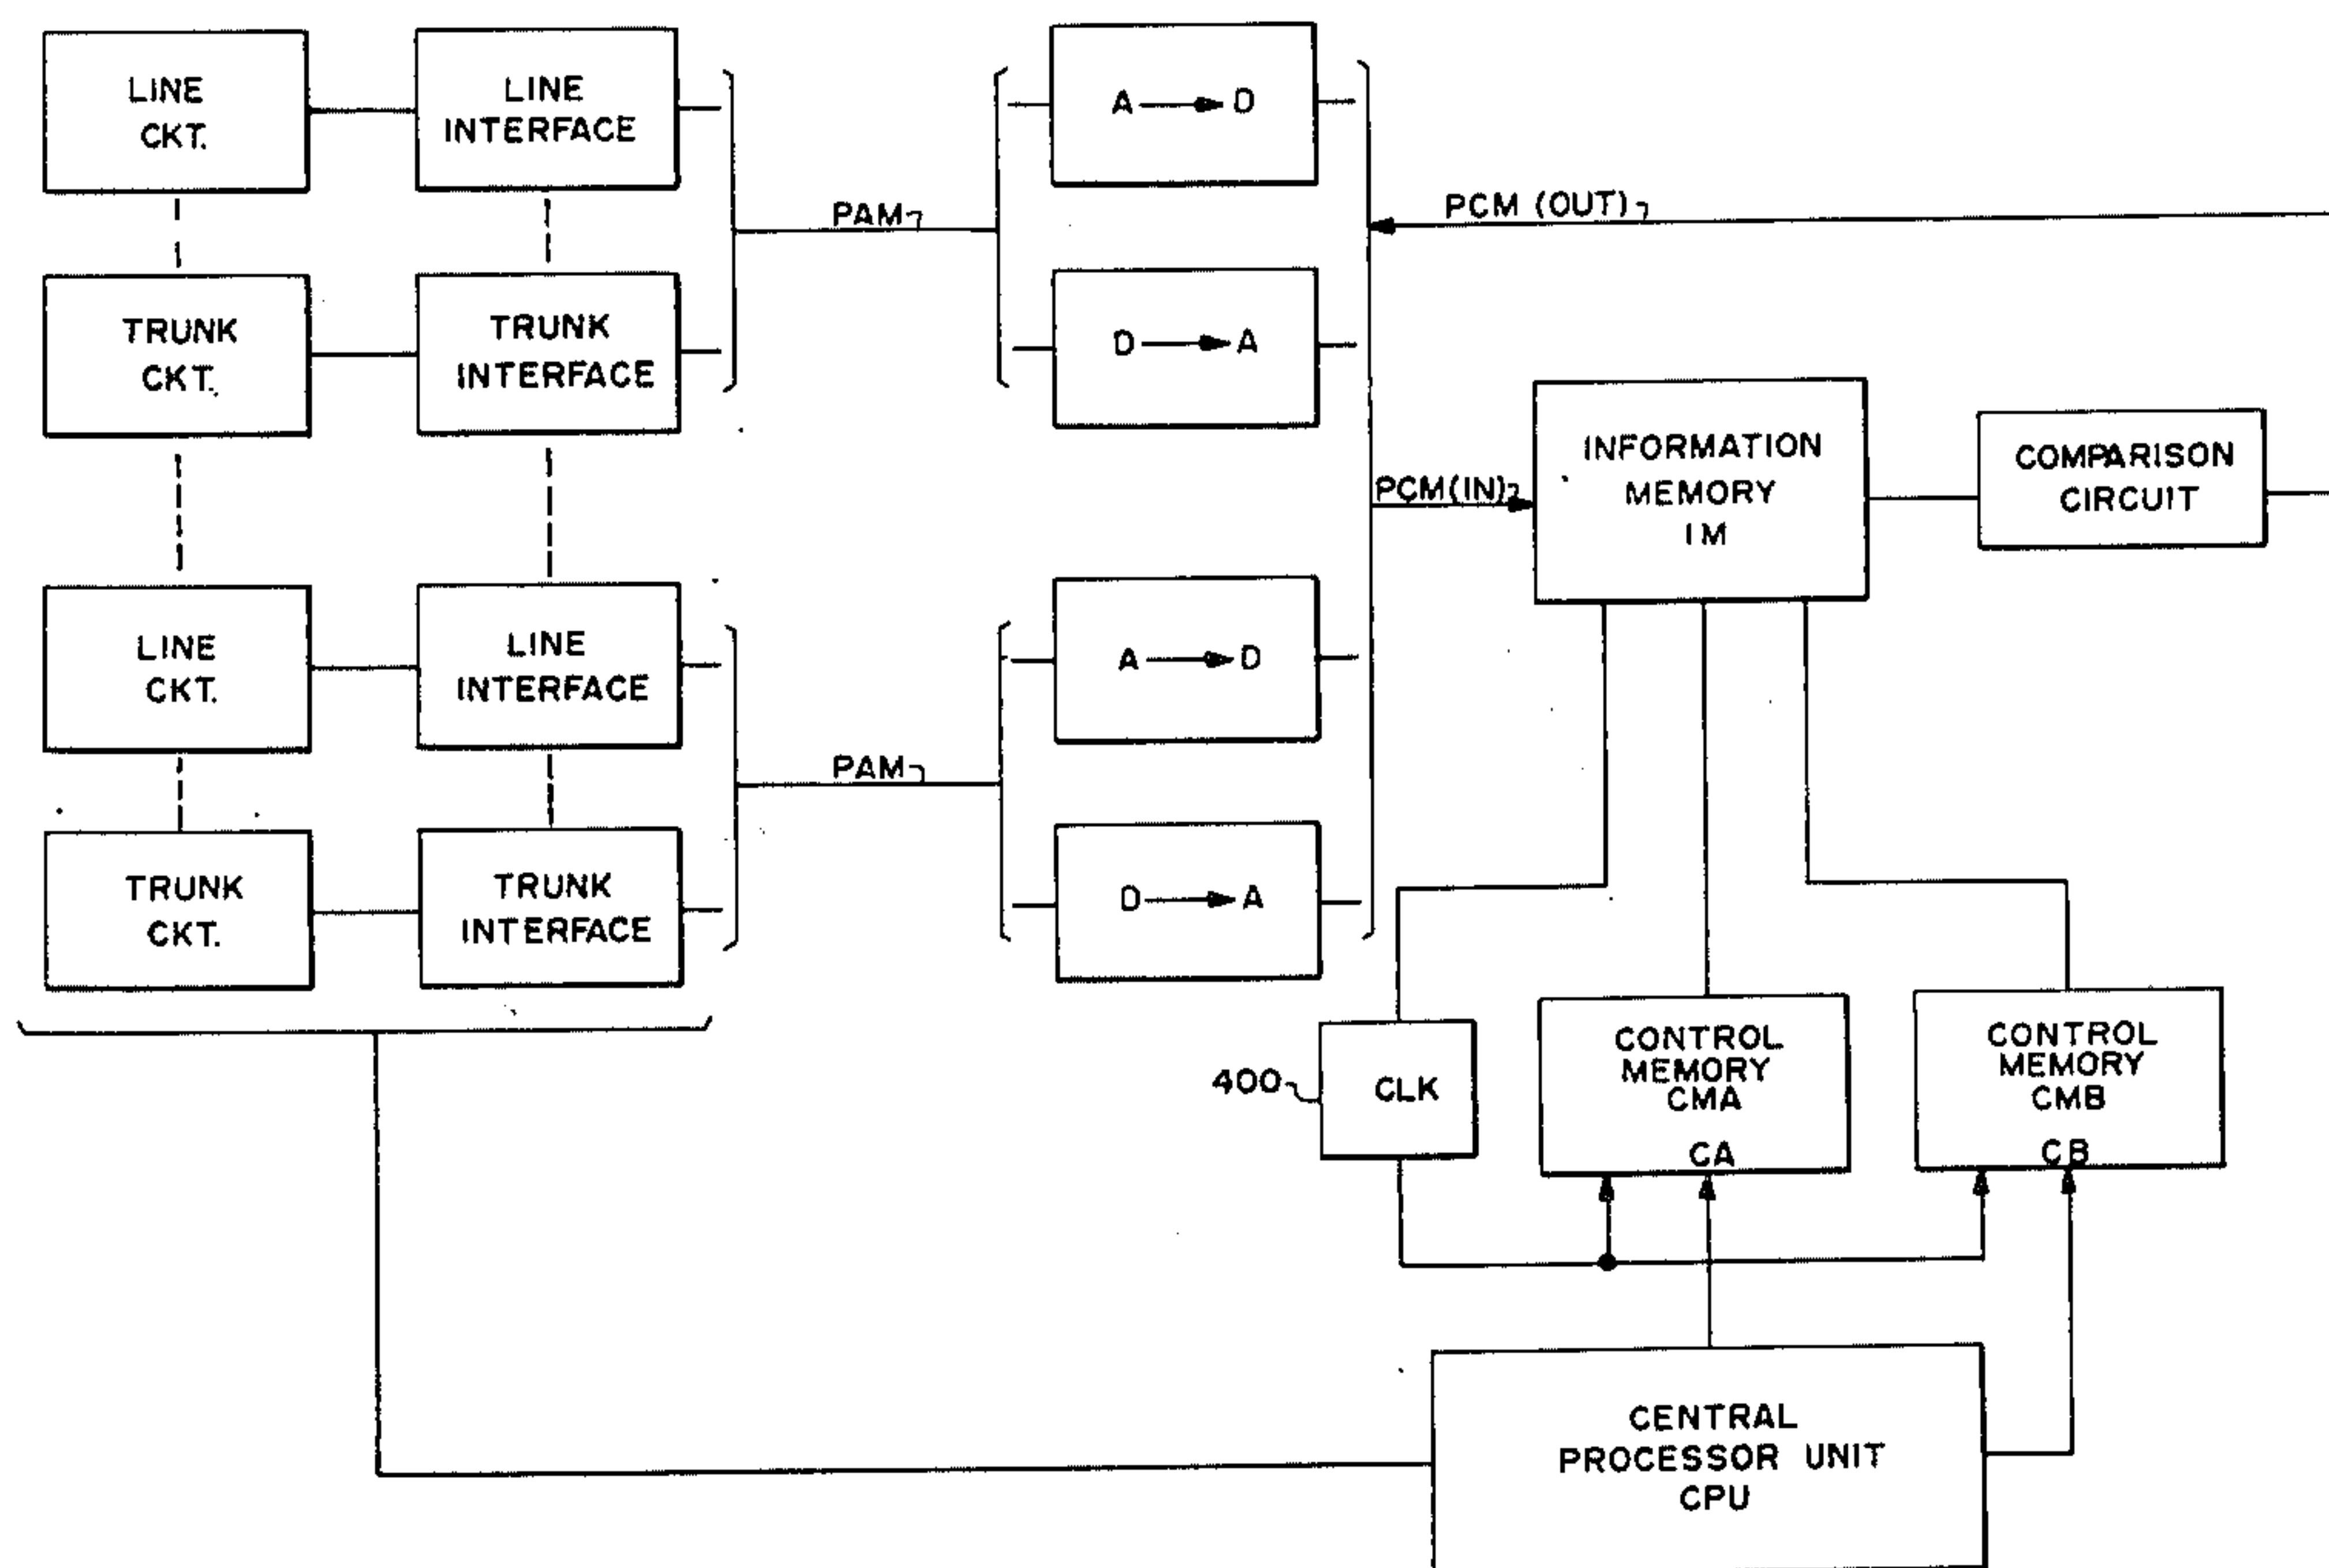 LINE
CKT.
LINE
INTERFACE
A D
PAM
PCM (OUT)
TRUNK
CKT.
TRUNK
INTERFACE
D A
INFORMATION
MEMORY
IM
COMPARISON
CIRCUIT
PCM(IN)
LINE
CKT.
LINE
INTERFACE
A D
PAM
TRUNK
CKT.
TRUNK
INTERFACE
D A
400
CLK
CONTROL
MEMORY
CMA
CA
CONTROL
MEMORY
CMB
CB
CENTRAL
PROCESSOR UNIT
CPU